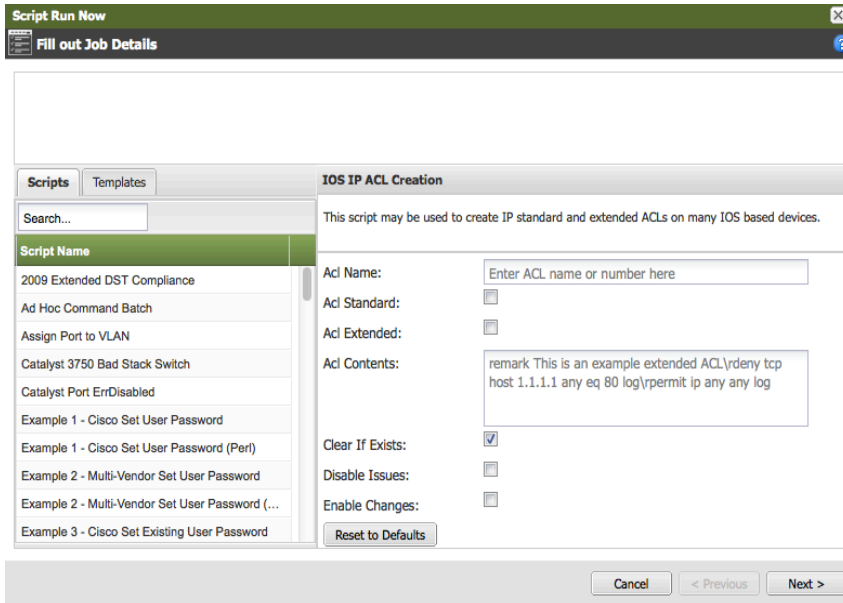 Script Run Now
Fill out Job Details
Scripts
Templates
Search...
Script Name
2009 Extended DST Compliance
Ad Hoc Command Batch
Assign Port to VLAN
Catalyst 3750 Bad Stack Switch
Catalyst Port ErrDisabled
Example 1 - Cisco Set User Password
Example 1 - Cisco Set User Password (Perl)
Example 2 - Multi-Vendor Set User Password
Example 2 - Multi-Vendor Set User Password (...
Example 3 - Cisco Set Existing User Password
IOS IP ACL Creation
This script may be used to create IP standard and extended ACLs on many IOS based devices.
Acl Name:
Enter ACL name or number here
Acl Standard:
Acl Extended:
Acl Contents:
remark This is an example extended ACL\rdeny tcp
host 1.1.1.1 any eq 80 log\rpermit ip any any log
Clear If Exists:
Disable Issues:
Enable Changes:
Reset to Defaults
Cancel
< Previous
Next >